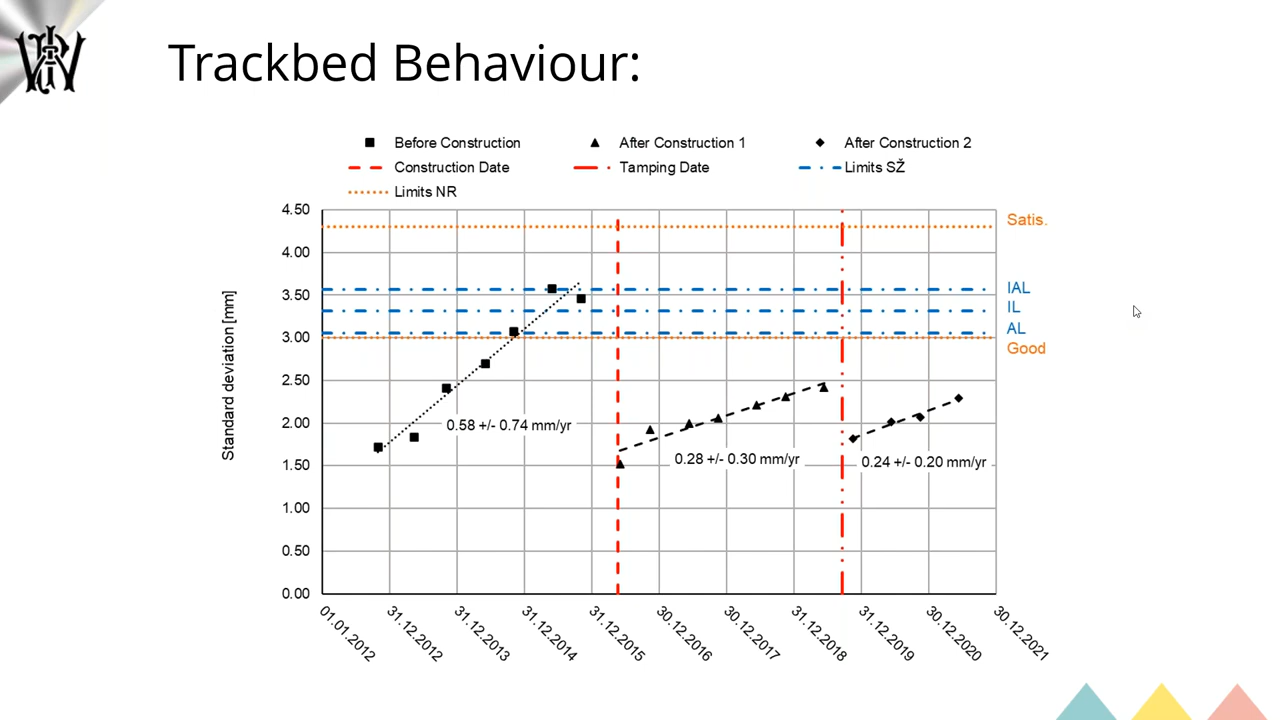 Trackbed Behaviour:
Before Construction
After Construction 1
After Construction 2
Construction Date
Tamping Date
Limits SŽ
Limits NR
4.50
4.00
3.50
3.00
2.50
2.00
1.50
1.00
0.50
0.00
Standard deviation [mm]
Satis.
IAL
IL
AL
Good
0.58 +/- 0.74 mm/yr
0.28 +/- 0.30 mm/yr
0.24 +/- 0.20 mm/yr
01.01.2012
31.12.2012
31.12.2013
31.12.2014
31.12.2015
30.12.2016
30.12.2017
31.12.2018
31.12.2019
30.12.2020
30.12.2021